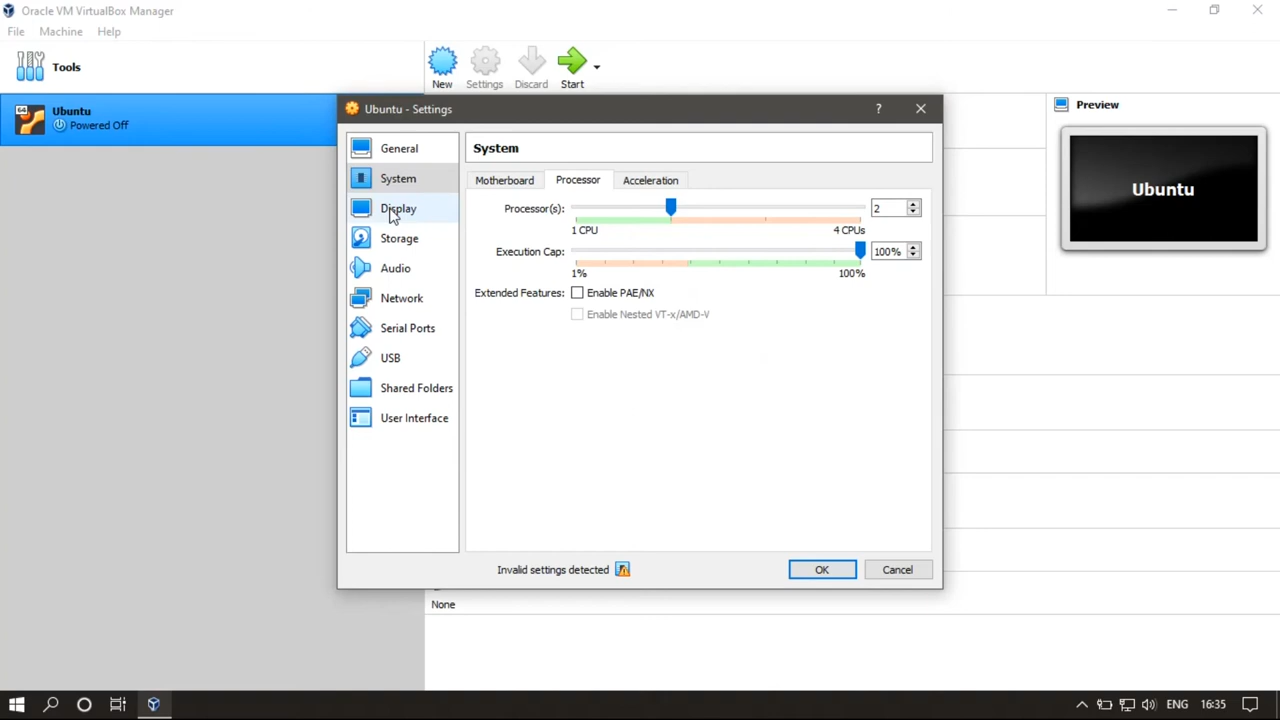 Oracle VM VirtualBox Manager
File Machine Help
Tools
New Settings Discard Start
64
Ubuntu
Powered Off
Preview
Ubuntu
Ubuntu - Settings
?
General
System
Display
Storage
Audio
Network
Serial Ports
USB
Shared Folders
User Interface
System
Motherboard Processor Acceleration
Processor(s): 2
1 CPU 4 CPUs
Execution Cap: 100%
1% 100%
Extended Features: Enable PAE/NX
Enable Nested VT-x/AMD-V
Invalid settings detected
OK Cancel
None
ENG 16:35